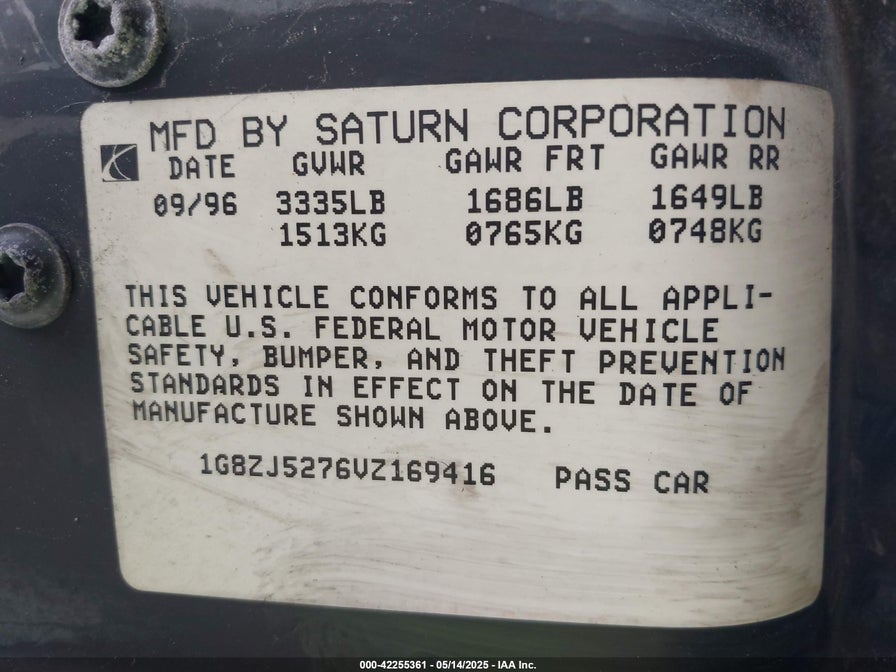 MFD BY SATURN CORPORATION
DATE GVWR GAWR FRT GAWR RR
09/96 3335LB 1686LB 1649LB
1513KG 0765KG 0748KG
THIS VEHICLE CONFORMS TO ALL APPLI-
CABLE U.S. FEDERAL MOTOR VEHICLE
SAFETY, BUMPER, AND THEFT PREVENTION
STANDARDS IN EFFECT ON THE DATE OF
MANUFACTURE SHOWN ABOVE.
1G8ZJ5276VZ169416 PASS CAR
000-42255361 - 05/14/2025 - IAA Inc.